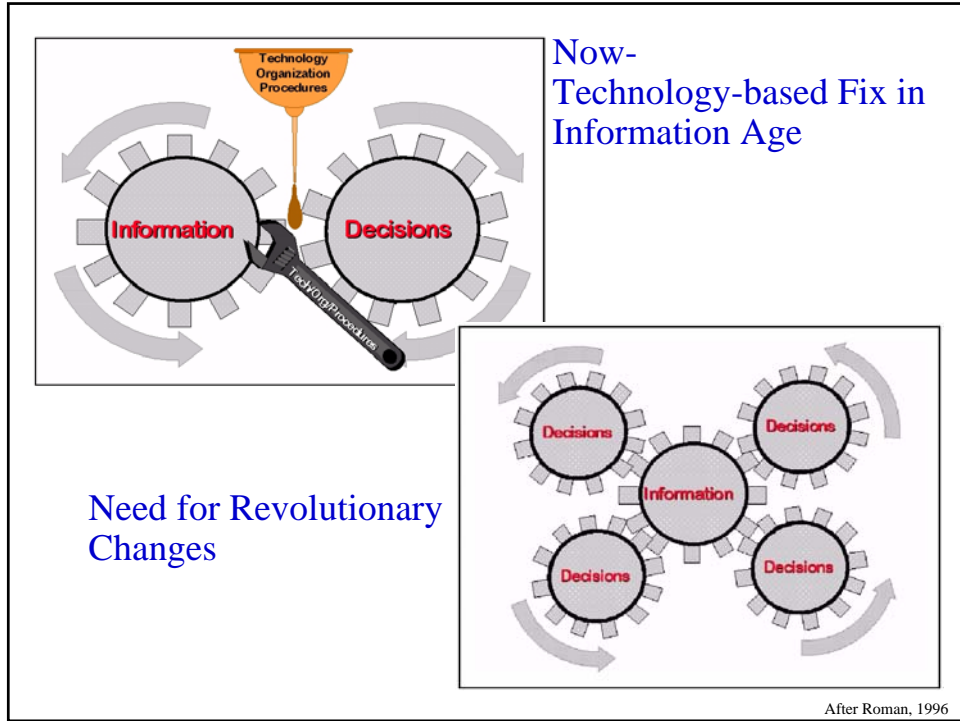 Technology
Organization
Procedures
Information
Decisions
Tech/Org/Procedures
Now-
Technology-based Fix in
Information Age
Decisions
Decisions
Information
Decisions
Decisions
Need for Revolutionary
Changes
After Roman, 1996